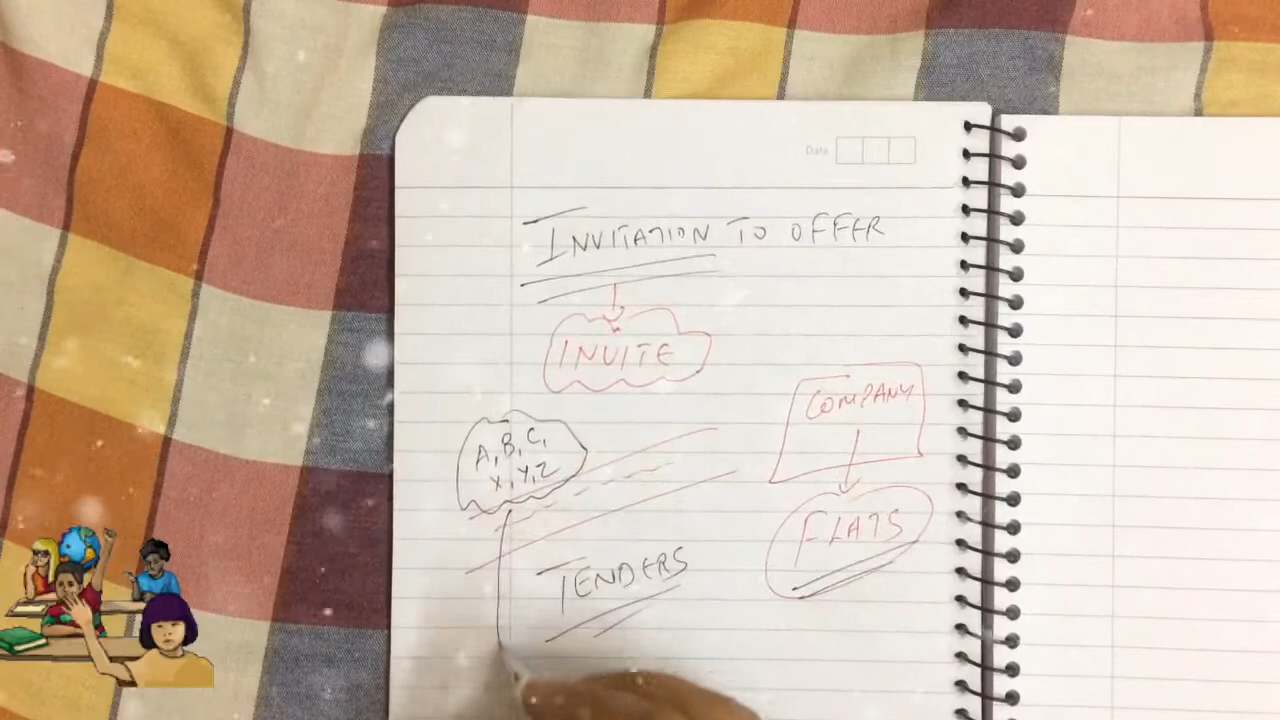 Date
INVITATION TO OFFER
INVITE
COMPANY
A, B, C,
X, Y, Z
FLATS
TENDERS